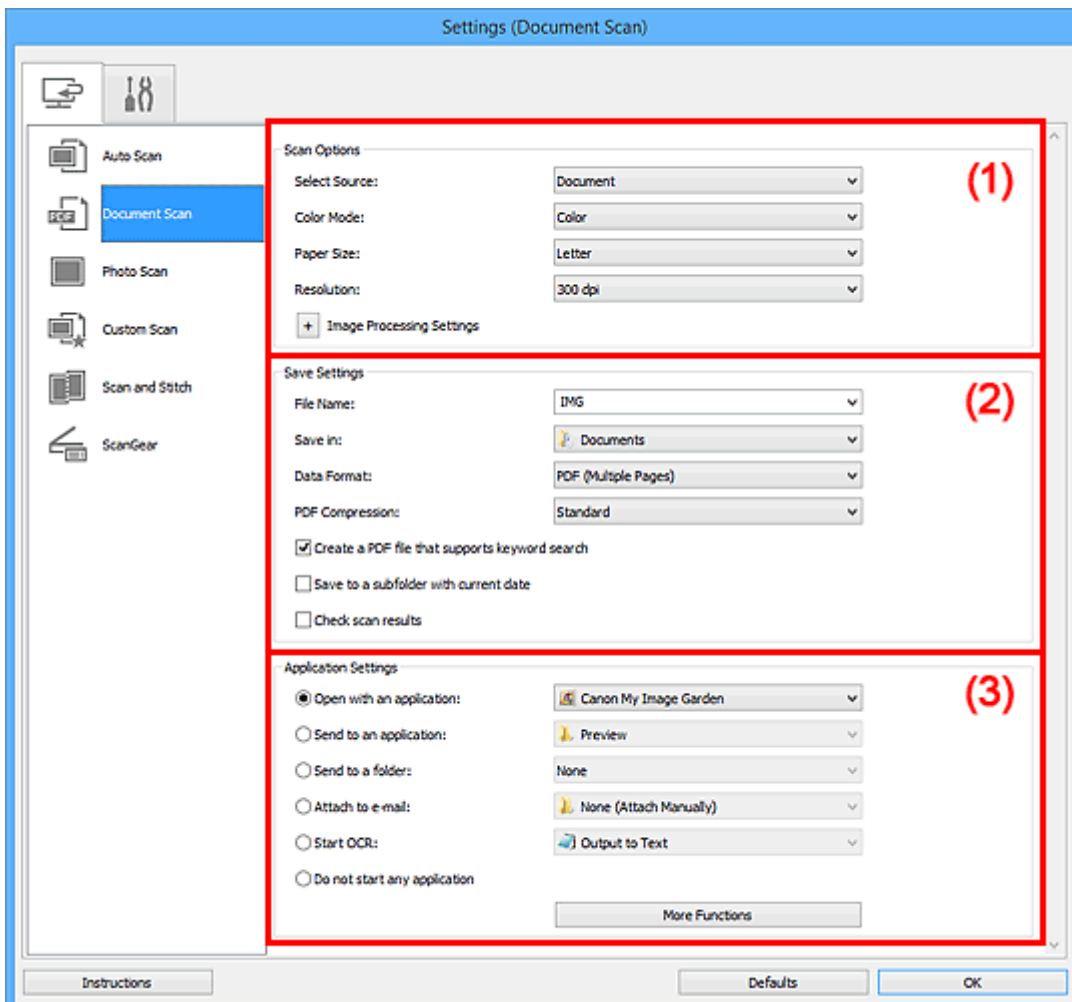 Settings (Document Scan)
Auto Scan
PDF
Document Scan
Photo Scan
Custom Scan
Scan and Stitch
ScanGear
Scan Options
(1)
Select Source: Document
Color Mode: Color
Paper Size: Letter
Resolution: 300 dpi
+ Image Processing Settings
Save Settings
(2)
File Name: IMG
Save in: Documents
Data Format: PDF (Multiple Pages)
PDF Compression: Standard
Create a PDF file that supports keyword search
Save to a subfolder with current date
Check scan results
Application Settings
(3)
Open with an application: Canon My Image Garden
Send to an application: Preview
Send to a folder: None
Attach to e-mail: None (Attach Manually)
Start OCR: Output to Text
Do not start any application
More Functions
Instructions Defaults OK